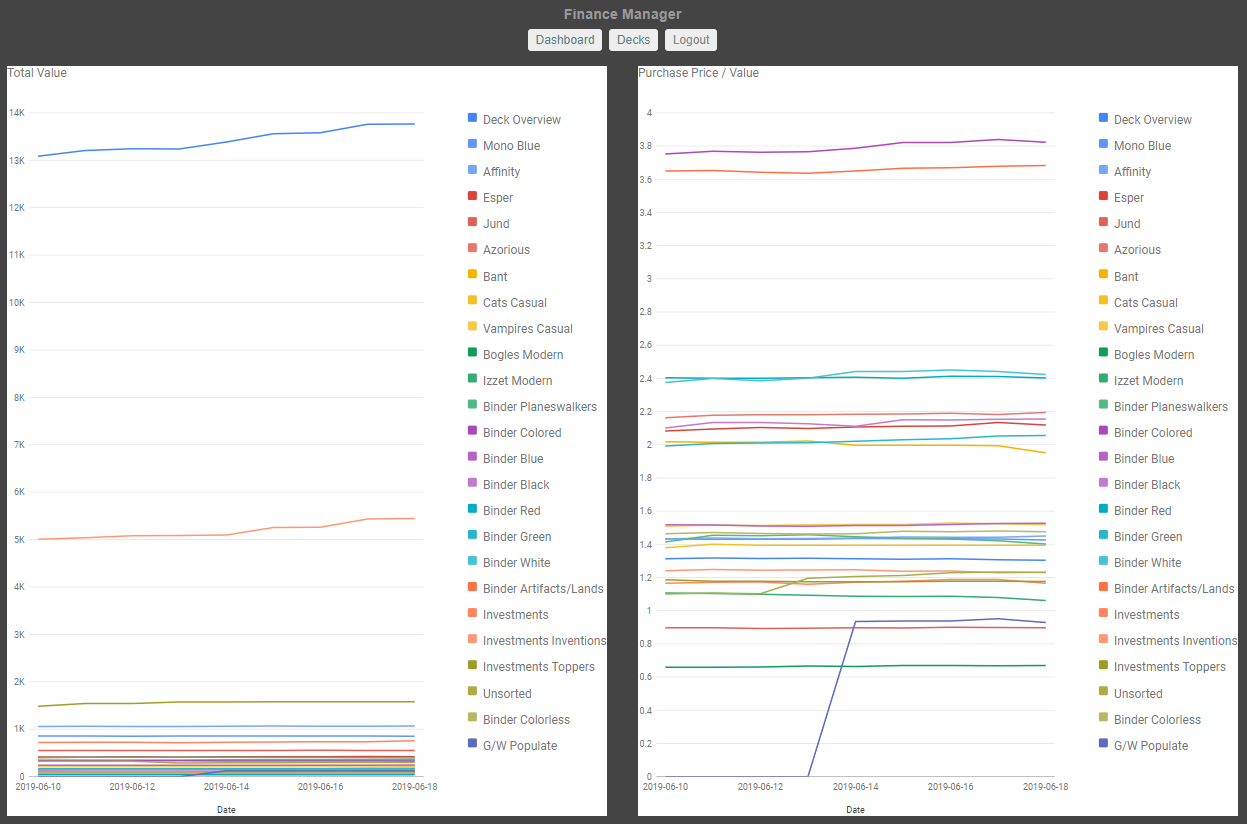 Finance Manager
Dashboard Decks Logout
Total Value
14K
13K
12K
11K
10K
9K
8K
7K
6K
5K
4K
3K
2K
1K
0
2019-06-10 2019-06-12 2019-06-14 2019-06-16 2019-06-18
Date
Deck Overview
Mono Blue
Affinity
Esper
Jund
Azorious
Bant
Cats Casual
Vampires Casual
Bogles Modern
Izzet Modern
Binder Planeswalkers
Binder Colored
Binder Blue
Binder Black
Binder Red
Binder Green
Binder White
Binder Artifacts/Lands
Investments
Investments Inventions
Investments Toppers
Unsorted
Binder Colorless
G/W Populate
Purchase Price / Value
4
3.8
3.6
3.4
3.2
3
2.8
2.6
2.4
2.2
2
1.8
1.6
1.4
1.2
1
0.8
0.6
0.4
0.2
0
2019-06-10 2019-06-12 2019-06-14 2019-06-16 2019-06-18
Date
Deck Overview
Mono Blue
Affinity
Esper
Jund
Azorious
Bant
Cats Casual
Vampires Casual
Bogles Modern
Izzet Modern
Binder Planeswalkers
Binder Colored
Binder Blue
Binder Black
Binder Red
Binder Green
Binder White
Binder Artifacts/Lands
Investments
Investments Inventions
Investments Toppers
Unsorted
Binder Colorless
G/W Populate